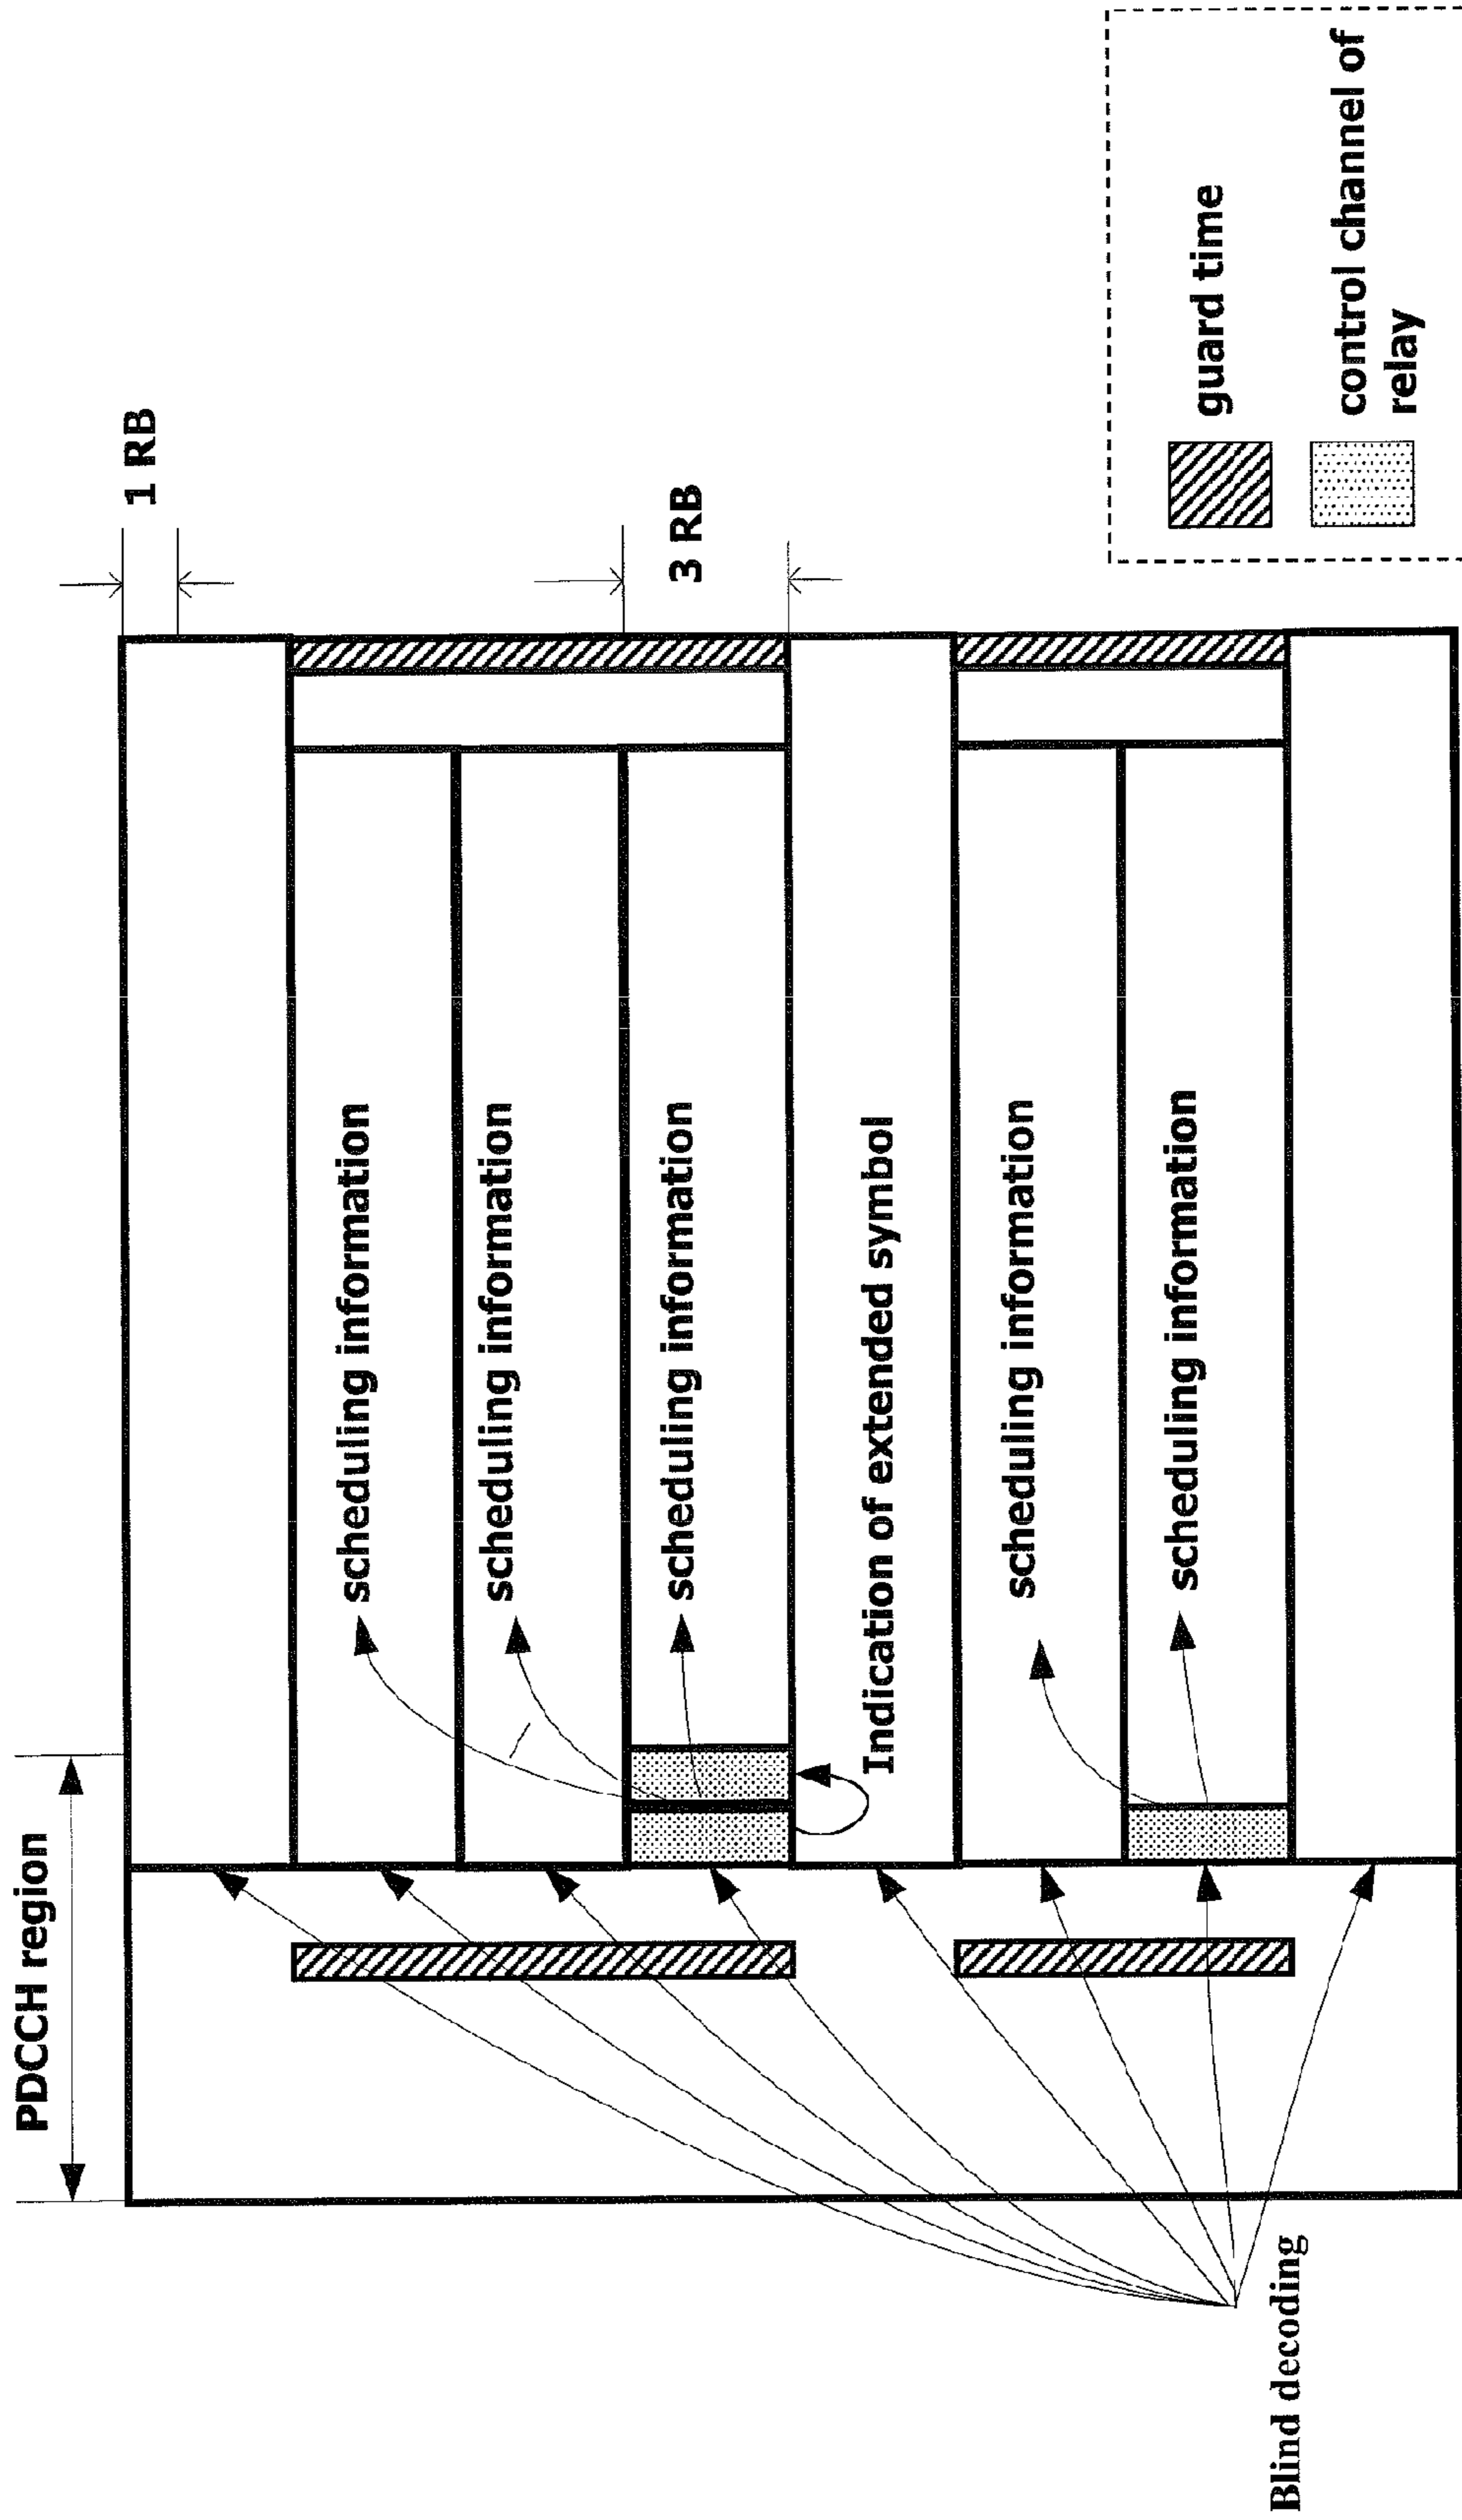 PDCCH region
1 RB
scheduling information
scheduling information
3 RB
scheduling information
Indication of extended symbol
scheduling information
scheduling information
Blind decoding
guard time
control channel of
relay